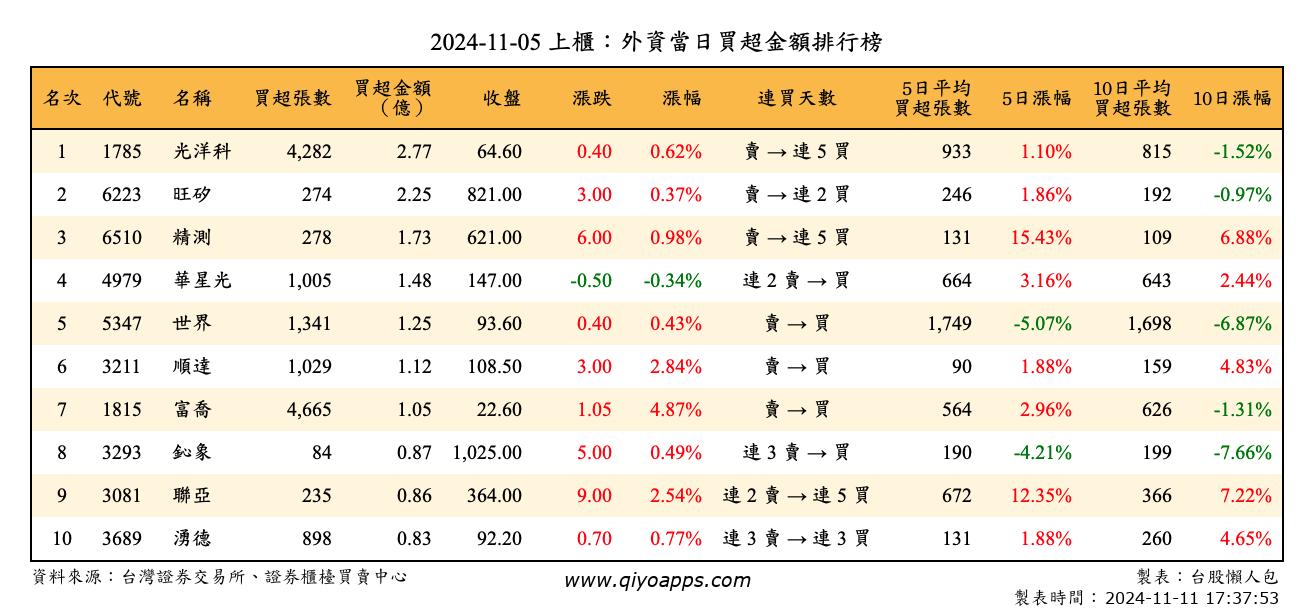 2024-11-05 上櫃：外資當日買超金額排行榜
名次 代號 名稱 買超張數 買超金額（億） 收盤 漲跌 漲幅 連買天數 5日平均買超張數 5日漲幅 10日平均買超張數 10日漲幅
1 1785 光洋科 4,282 2.77 64.60 0.40 0.62% 賣 → 連 5 買 933 1.10% 815 -1.52%
2 6223 旺矽 274 2.25 821.00 3.00 0.37% 賣 → 連 2 買 246 1.86% 192 -0.97%
3 6510 精測 278 1.73 621.00 6.00 0.98% 賣 → 連 5 買 131 15.43% 109 6.88%
4 4979 華星光 1,005 1.48 147.00 -0.50 -0.34% 連 2 賣 → 買 664 3.16% 643 2.44%
5 5347 世界 1,341 1.25 93.60 0.40 0.43% 賣 → 買 1,749 -5.07% 1,698 -6.87%
6 3211 順達 1,029 1.12 108.50 3.00 2.84% 賣 → 買 90 1.88% 159 4.83%
7 1815 富喬 4,665 1.05 22.60 1.05 4.87% 賣 → 買 564 2.96% 626 -1.31%
8 3293 鈊象 84 0.87 1,025.00 5.00 0.49% 連 3 賣 → 買 190 -4.21% 199 -7.66%
9 3081 聯亞 235 0.86 364.00 9.00 2.54% 連 2 賣 → 連 5 買 672 12.35% 366 7.22%
10 3689 湧德 898 0.83 92.20 0.70 0.77% 連 3 賣 → 連 3 買 131 1.88% 260 4.65%
資料來源：台灣證券交易所、證券櫃檯買賣中心 www.qiyoapps.com 製表：台股懶人包
製表時間：2024-11-11 17:37:53